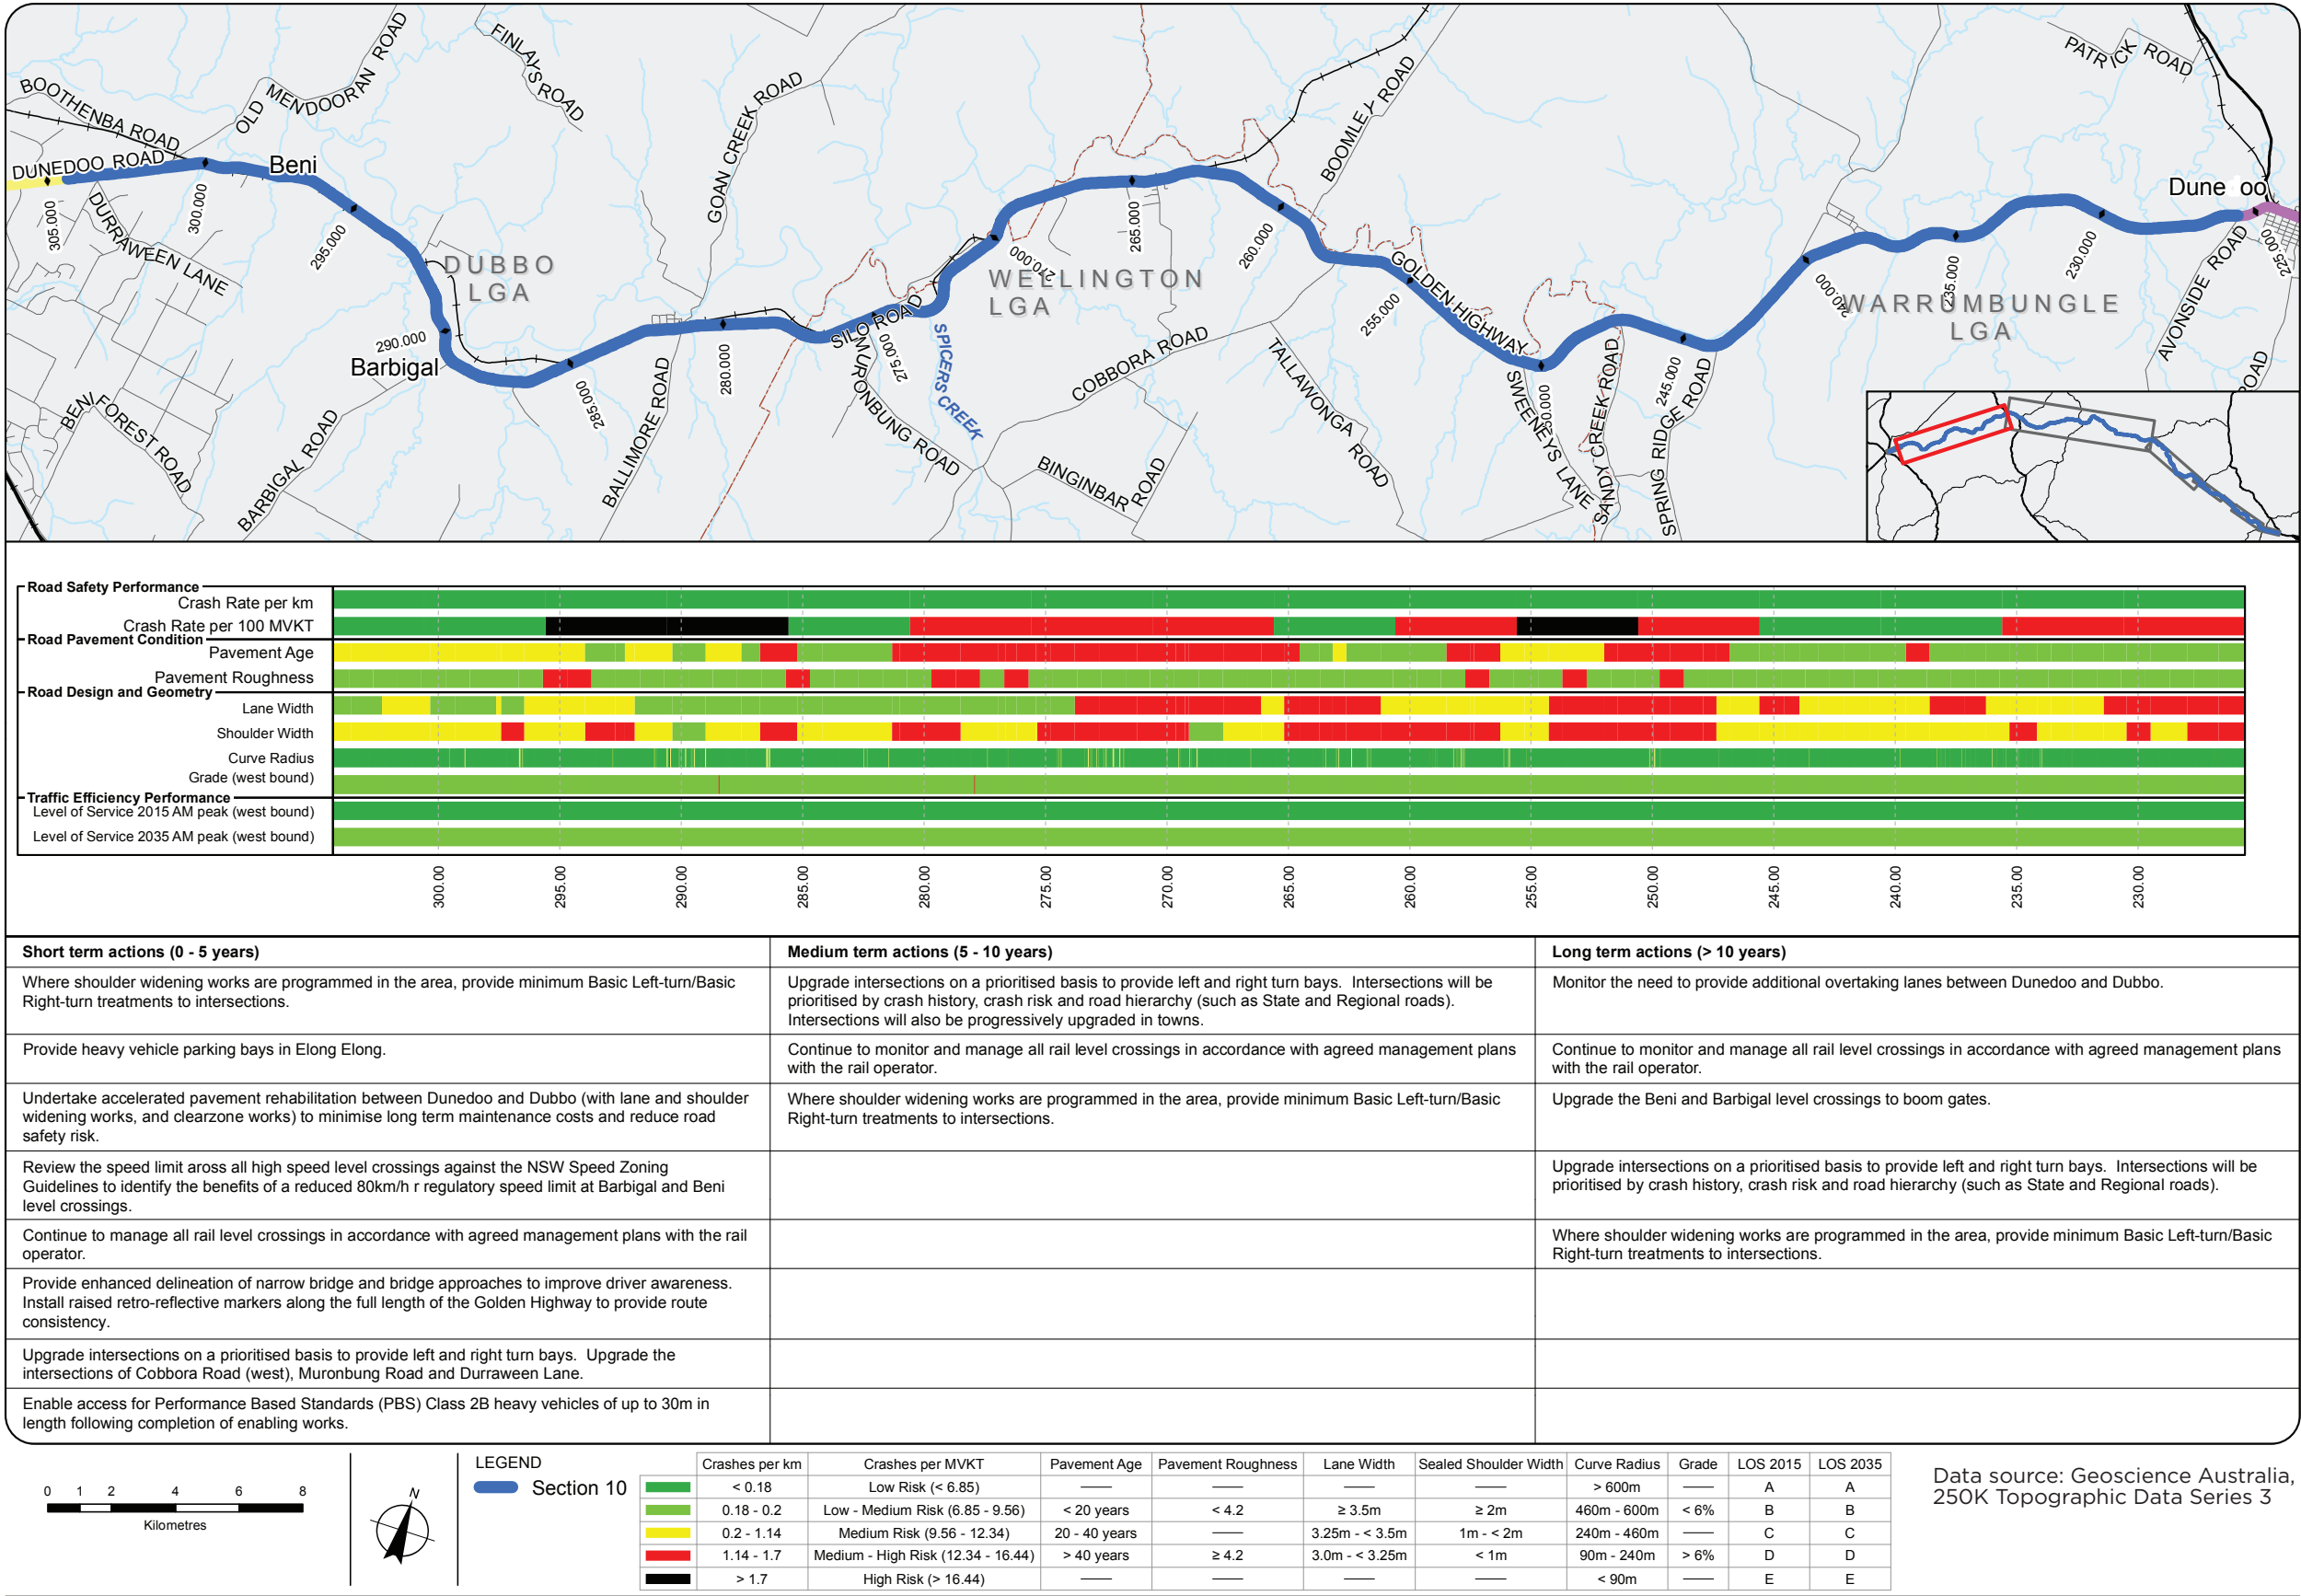 BOOTHENBA ROAD
OLD
MENDOORAN ROAD
FINLAYS ROAD
GOAN CREEK ROAD
BOOMLEY ROAD
PATRICK ROAD
DUNEDOO ROAD
Beni
305.000
300.000
DURRAWEEN LANE
295.000
DUBBO
LGA
290.000
Barbigal
BENI FOREST ROAD
BARBIGAL ROAD
285.000
BALLIMORE ROAD
280.000
SILO ROAD
275.000
MURONBUNG ROAD
SPICERS CREEK
270.000
WELLINGTON
LGA
265.000
260.000
COBBORA ROAD
BINGINBAR ROAD
TALLAWONGA ROAD
255.000
GOLDEN HIGHWAY
250.000
SWEENEYS LANE
SANDY CREEK ROAD
245.000
SPRING RIDGE ROAD
240.000
WARRUMBUNGLE
LGA
235.000
230.000
Dunedoo
225.000
AVONSIDE ROAD
ROAD
Road Safety Performance
Crash Rate per km
Crash Rate per 100 MVKT
Road Pavement Condition
Pavement Age
Pavement Roughness
Road Design and Geometry
Lane Width
Shoulder Width
Curve Radius
Grade (west bound)
Traffic Efficiency Performance
Level of Service 2015 AM peak (west bound)
Level of Service 2035 AM peak (west bound)
300.00 295.00 290.00 285.00 280.00 275.00 270.00 265.00 260.00 255.00 250.00 245.00 240.00 235.00 230.00
Short term actions (0 - 5 years)
Where shoulder widening works are programmed in the area, provide minimum Basic Left-turn/Basic
Right-turn treatments to intersections.
Provide heavy vehicle parking bays in Elong Elong.
Undertake accelerated pavement rehabilitation between Dunedoo and Dubbo (with lane and shoulder
widening works, and clearzone works) to minimise long term maintenance costs and reduce road
safety risk.
Review the speed limit aross all high speed level crossings against the NSW Speed Zoning
Guidelines to identify the benefits of a reduced 80km/h r regulatory speed limit at Barbigal and Beni
level crossings.
Continue to manage all rail level crossings in accordance with agreed management plans with the rail
operator.
Provide enhanced delineation of narrow bridge and bridge approaches to improve driver awareness.
Install raised retro-reflective markers along the full length of the Golden Highway to provide route
consistency.
Upgrade intersections on a prioritised basis to provide left and right turn bays. Upgrade the
intersections of Cobbora Road (west), Muronbung Road and Durraween Lane.
Enable access for Performance Based Standards (PBS) Class 2B heavy vehicles of up to 30m in
length following completion of enabling works.
Medium term actions (5 - 10 years)
Upgrade intersections on a prioritised basis to provide left and right turn bays. Intersections will be
prioritised by crash history, crash risk and road hierarchy (such as State and Regional roads).
Intersections will also be progressively upgraded in towns.
Continue to monitor and manage all rail level crossings in accordance with agreed management plans
with the rail operator.
Where shoulder widening works are programmed in the area, provide minimum Basic Left-turn/Basic
Right-turn treatments to intersections.
Long term actions (> 10 years)
Monitor the need to provide additional overtaking lanes between Dunedoo and Dubbo.
Continue to monitor and manage all rail level crossings in accordance with agreed management plans
with the rail operator.
Upgrade the Beni and Barbigal level crossings to boom gates.
Upgrade intersections on a prioritised basis to provide left and right turn bays. Intersections will be
prioritised by crash history, crash risk and road hierarchy (such as State and Regional roads).
Where shoulder widening works are programmed in the area, provide minimum Basic Left-turn/Basic
Right-turn treatments to intersections.
0 1 2 4 6 8
Kilometres
N
LEGEND
Section 10
Crashes per km Crashes per MVKT Pavement Age Pavement Roughness Lane Width Sealed Shoulder Width Curve Radius Grade LOS 2015 LOS 2035
< 0.18 Low Risk (< 6.85) —— —— —— —— > 600m —— A A
0.18 - 0.2 Low - Medium Risk (6.85 - 9.56) < 20 years < 4.2 ≥ 3.5m ≥ 2m 460m - 600m < 6% B B
0.2 - 1.14 Medium Risk (9.56 - 12.34) 20 - 40 years —— 3.25m - < 3.5m 1m - < 2m 240m - 460m —— C C
1.14 - 1.7 Medium - High Risk (12.34 - 16.44) > 40 years ≥ 4.2 3.0m - < 3.25m < 1m 90m - 240m > 6% D D
> 1.7 High Risk (> 16.44) —— —— —— —— < 90m —— E E
Data source: Geoscience Australia,
250K Topographic Data Series 3